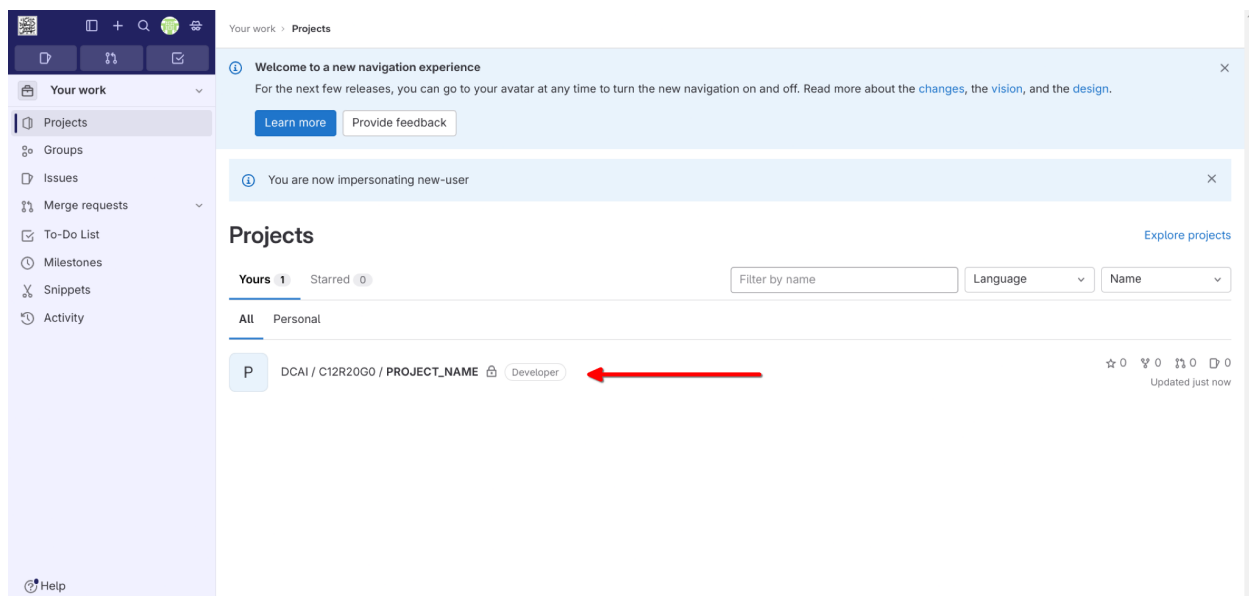 Your work
Projects
Groups
Issues
Merge requests
To-Do List
Milestones
Snippets
Activity
Help
Your work > Projects
Welcome to a new navigation experience
For the next few releases, you can go to your avatar at any time to turn the new navigation on and off. Read more about the changes, the vision, and the design.
Learn more Provide feedback
You are now impersonating new-user
Projects
Explore projects
Yours 1 Starred 0
Filter by name Language Name
All Personal
P DCAI / C12R20G0 / PROJECT_NAME Developer
0 0 0 0
Updated just now